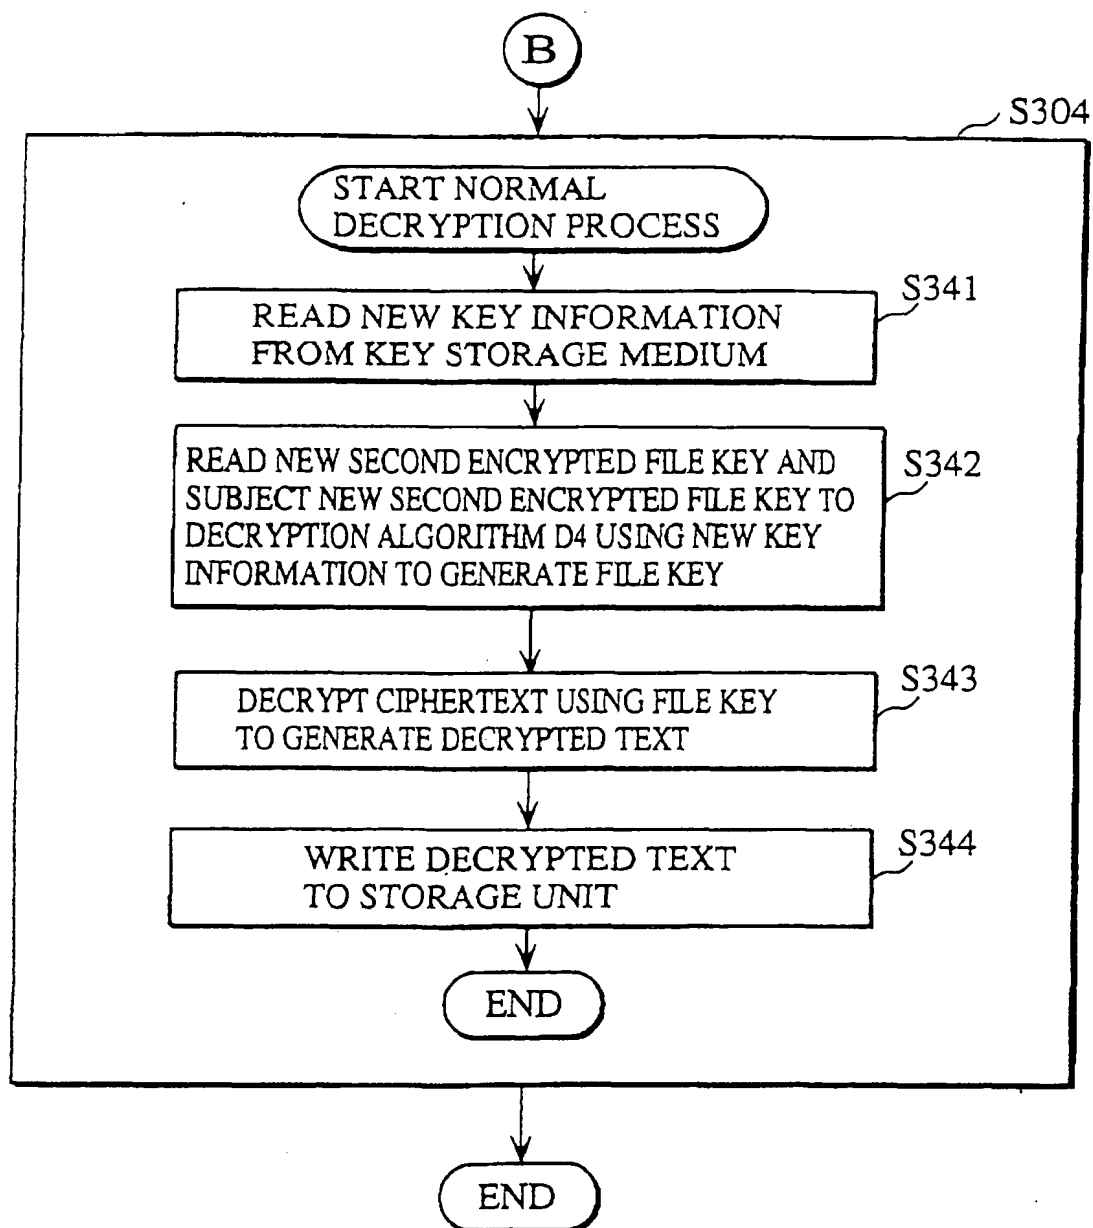 B
S304
START NORMAL
DECRYPTION PROCESS
S341
READ NEW KEY INFORMATION
FROM KEY STORAGE MEDIUM
S342
READ NEW SECOND ENCRYPTED FILE KEY AND
SUBJECT NEW SECOND ENCRYPTED FILE KEY TO
DECRYPTION ALGORITHM D4 USING NEW KEY
INFORMATION TO GENERATE FILE KEY
S343
DECRYPT CIPHERTEXT USING FILE KEY
TO GENERATE DECRYPTED TEXT
S344
WRITE DECRYPTED TEXT
TO STORAGE UNIT
END
END